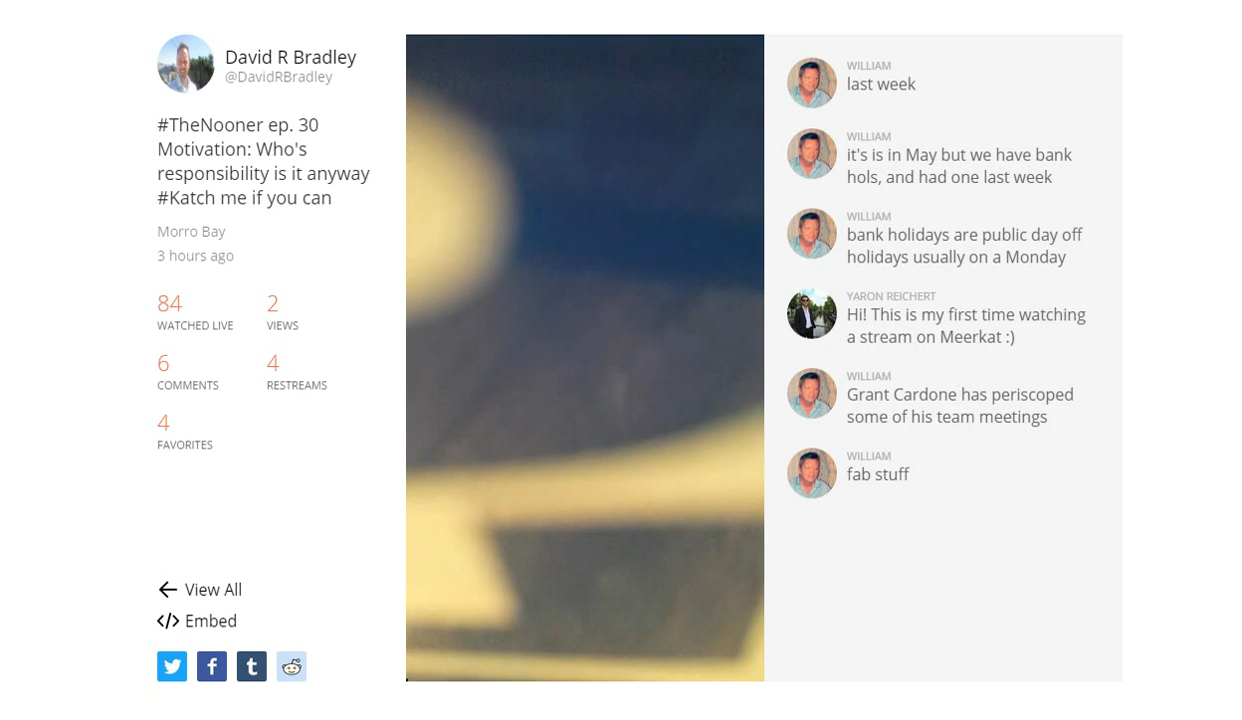 David R Bradley
@DavidRBradley
#TheNooner ep. 30
Motivation: Who's
responsibility is it anyway
#Katch me if you can
Morro Bay
3 hours ago
84
WATCHED LIVE
2
VIEWS
6
COMMENTS
4
RESTREAMS
4
FAVORITES
View All
Embed
WILLIAM
last week
WILLIAM
it's is in May but we have bank
hols, and had one last week
WILLIAM
bank holidays are public day off
holidays usually on a Monday
YARON REICHERT
Hi! This is my first time watching
a stream on Meerkat :)
WILLIAM
Grant Cardone has periscoped
some of his team meetings
WILLIAM
fab stuff